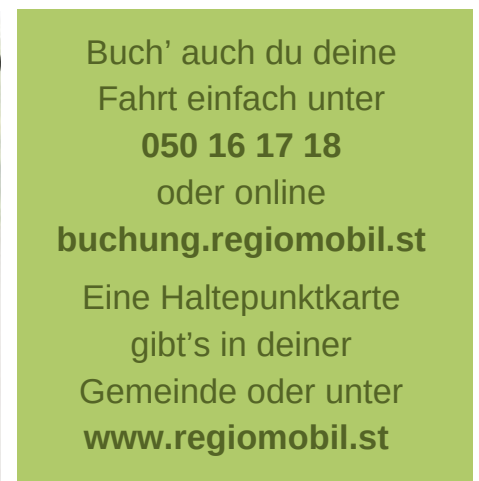 Buch’ auch du deine
Fahrt einfach unter
050 16 17 18
oder online
buchung.regiomobil.st
Eine Haltepunktkarte
gibt’s in deiner
Gemeinde oder unter
www.regiomobil.st